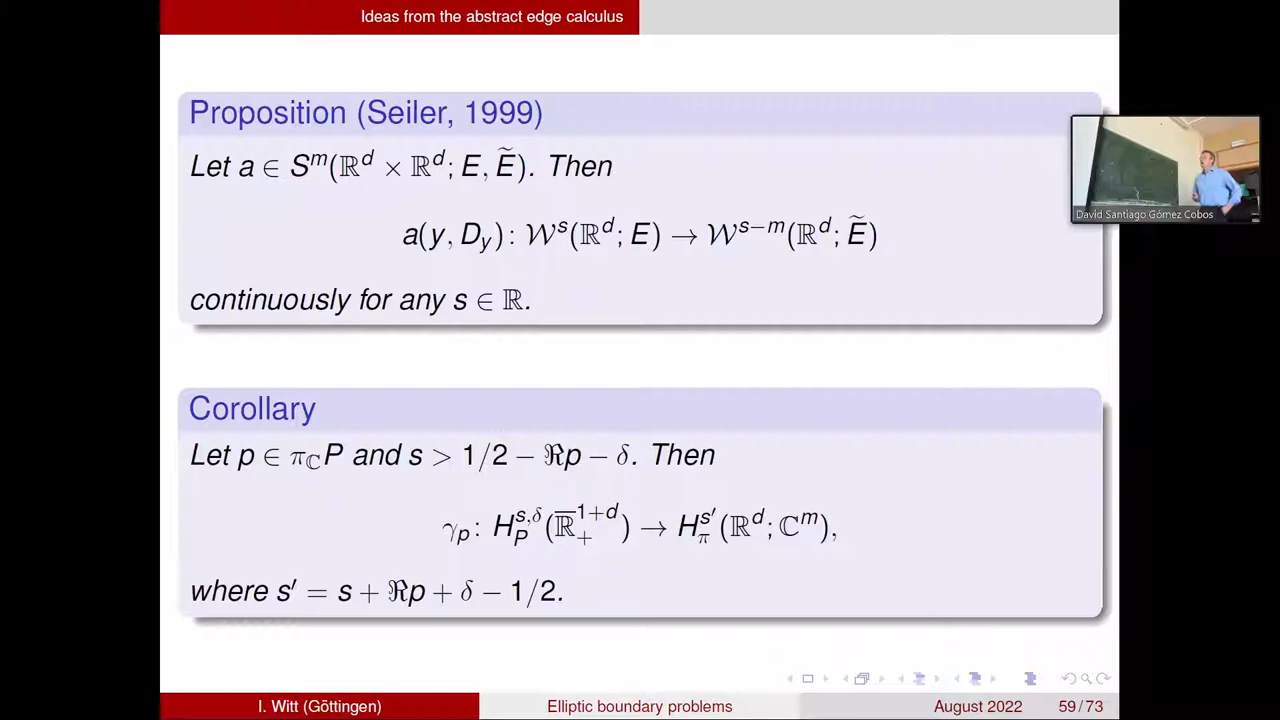 Ideas from the abstract edge calculus
Proposition (Seiler, 1999)
Let a ∈ S^m(ℝ^d × ℝ^d; E, Ẽ). Then
a(y, D_y): 𝒲^s(ℝ^d; E) → 𝒲^{s−m}(ℝ^d; Ẽ)
continuously for any s ∈ ℝ.
David Santiago Gómez Cobos
Corollary
Let p ∈ π_ℂ P and s > 1/2 − ℜp − δ. Then
γ_p: H_P^{s,δ}(ℝ̅_+^{1+d}) → H_π^{s′}(ℝ^d; ℂ^m),
where s′ = s + ℜp + δ − 1/2.
I. Witt (Göttingen)
Elliptic boundary problems
August 2022
59 / 73